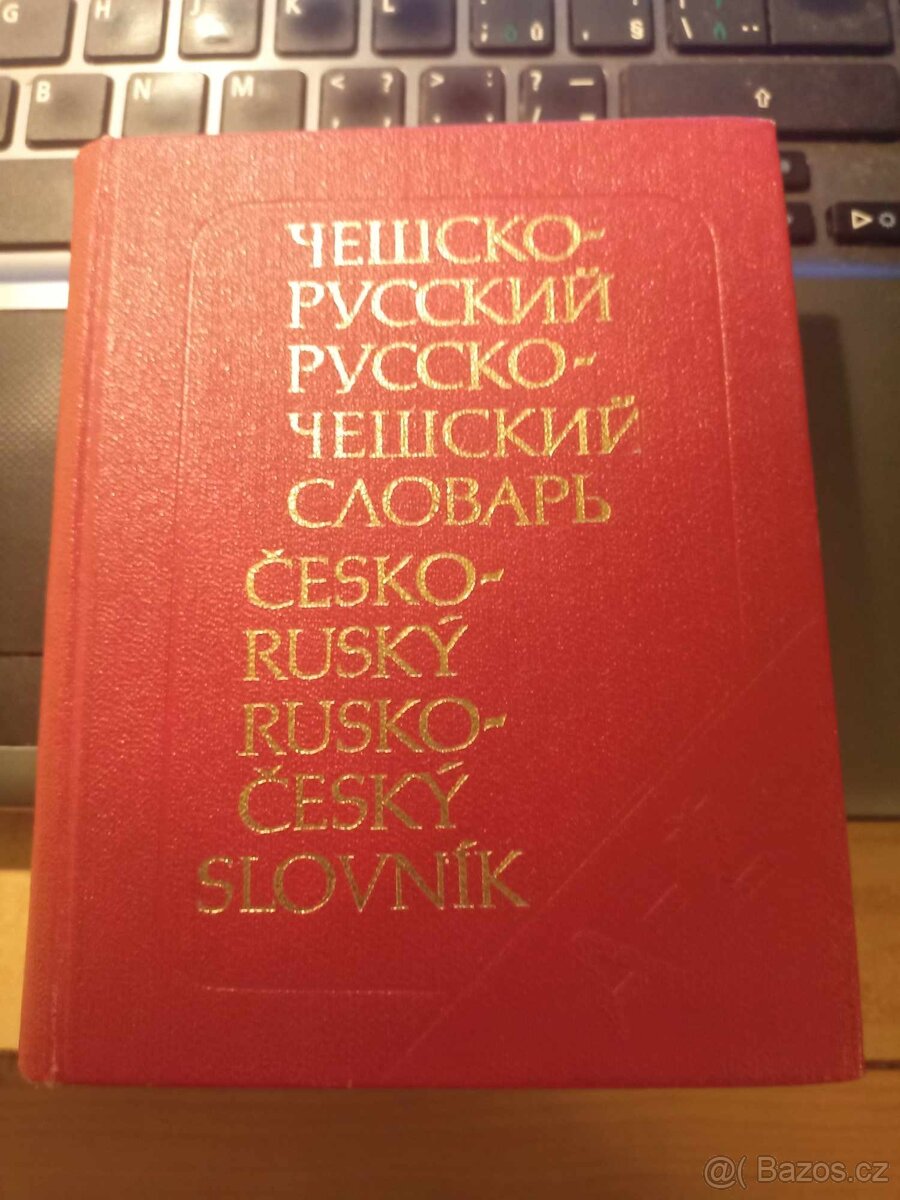 G H J K L ; ů , § \ ň ¨
B N M < ? , > : . ? — / - ⇧
ЧЕШСКО-
РУССКИЙ
РУССКО-
ЧЕШСКИЙ
СЛОВАРЬ
ČESKO-
RUSKÝ
RUSKO-
ČESKÝ
SLOVNÍK
@( Bazos.cz